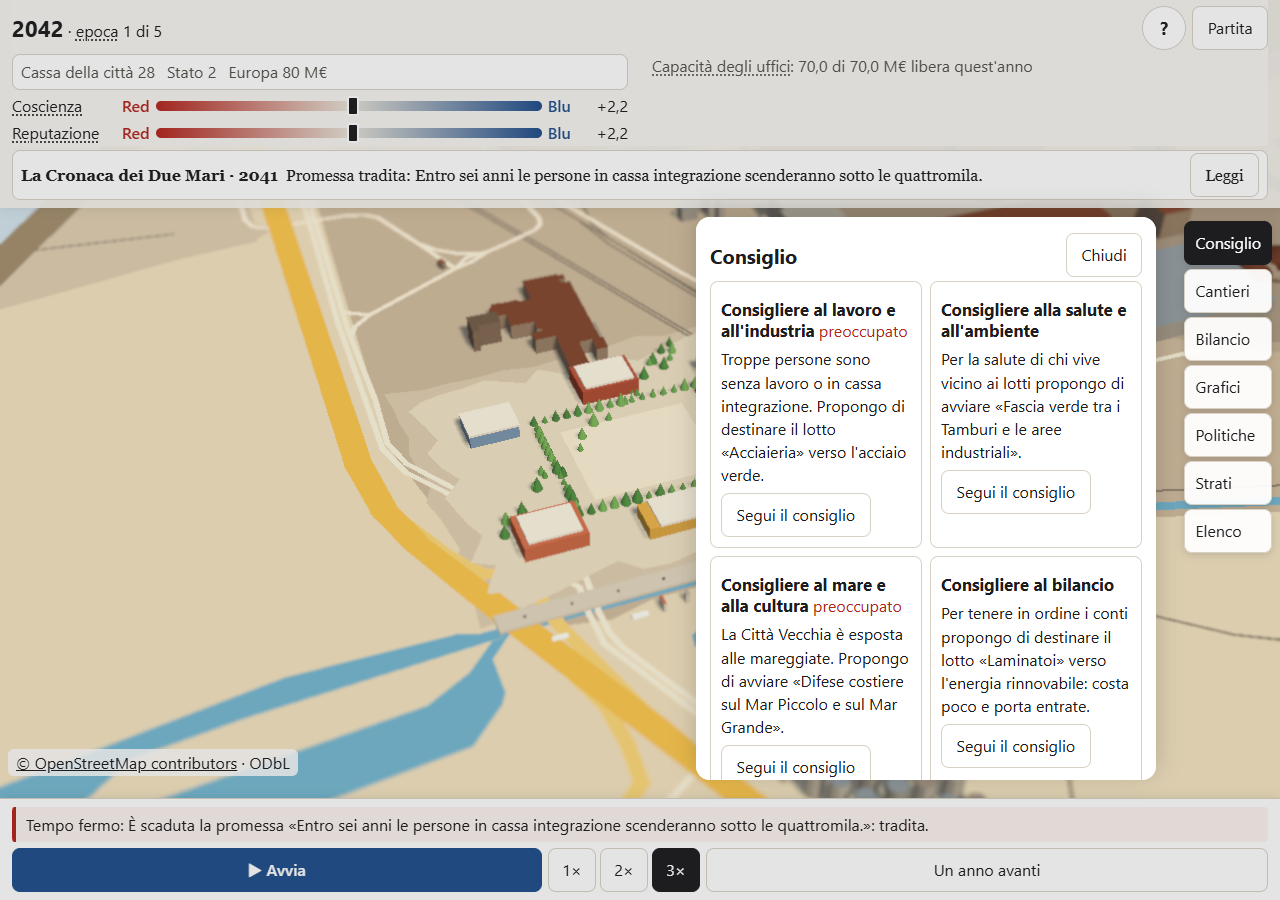 2042 · epoca 1 di 5
?
Partita
Cassa della città 28 Stato 2 Europa 80 M€
Capacità degli uffici: 70,0 di 70,0 M€ libera quest'anno
Coscienza Red Blu +2,2
Reputazione Red Blu +2,2
La Cronaca dei Due Mari · 2041 Promessa tradita: Entro sei anni le persone in cassa integrazione scenderanno sotto le quattromila.
Leggi
Consiglio
Chiudi
Consigliere al lavoro e
all'industria preoccupato
Troppe persone sono
senza lavoro o in cassa
integrazione. Propongo di
destinare il lotto
«Acciaieria» verso l'acciaio
verde.
Segui il consiglio
Consigliere alla salute e
all'ambiente
Per la salute di chi vive
vicino ai lotti propongo di
avviare «Fascia verde tra i
Tamburi e le aree
industriali».
Segui il consiglio
Consigliere al mare e
alla cultura preoccupato
La Città Vecchia è esposta
alle mareggiate. Propongo
di avviare «Difese costiere
sul Mar Piccolo e sul Mar
Grande».
Segui il consiglio
Consigliere al bilancio
Per tenere in ordine i conti
propongo di destinare il
lotto «Laminatoi» verso
l'energia rinnovabile: costa
poco e porta entrate.
Segui il consiglio
Consiglio
Cantieri
Bilancio
Grafici
Politiche
Strati
Elenco
© OpenStreetMap contributors · ODbL
Tempo fermo: È scaduta la promessa «Entro sei anni le persone in cassa integrazione scenderanno sotto le quattromila.»: tradita.
▶ Avvia
1×
2×
3×
Un anno avanti